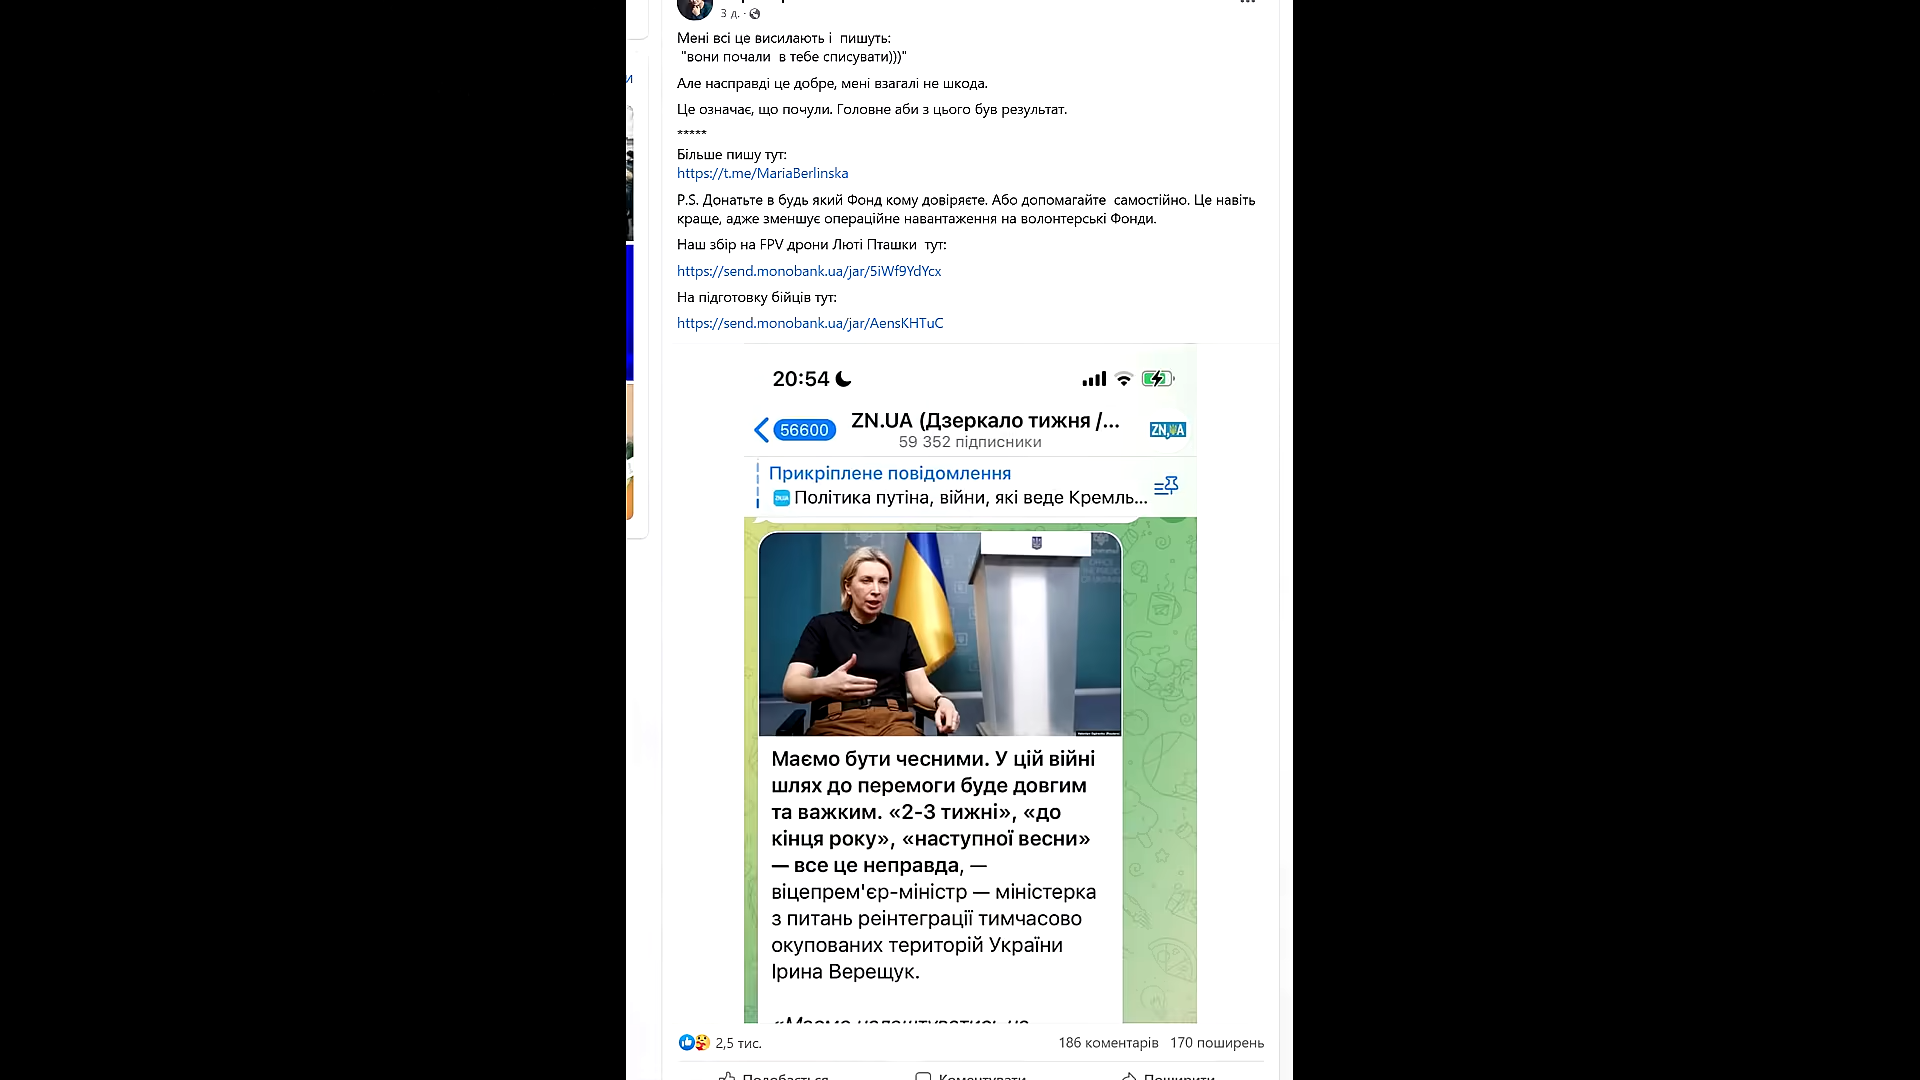 3 д.
Мені всі це висилають і пишуть:
"вони почали в тебе списувати)))"
Але насправді це добре, мені взагалі не шкода.
Це означає, що почули. Головне аби з цього був результат.
*****
Більше пишу тут:
https://t.me/MariaBerlinska
P.S. Донатьте в будь який Фонд кому довіряєте. Або допомагайте самостійно. Це навіть
краще, адже зменшує операційне навантаження на волонтерські Фонди.
Наш збір на FPV дрони Люті Пташки тут:
https://send.monobank.ua/jar/5iWf9YdYcx
На підготовку бійців тут:
https://send.monobank.ua/jar/AensKHTuC
20:54
56600
ZN.UA (Дзеркало тижня /...
59 352 підписники
ZN,UA
Прикріплене повідомлення
Політика путіна, війни, які веде Кремль...
Маємо бути чесними. У цій війні
шлях до перемоги буде довгим
та важким. «2-3 тижні», «до
кінця року», «наступної весни»
— все це неправда, —
віцепрем'єр-міністр — міністерка
з питань реінтеграції тимчасово
окупованих територій України
Ірина Верещук.
«Маємо налаштуватись на
2,5 тис.
186 коментарів 170 поширень
Подобається
Коментувати
Поширити